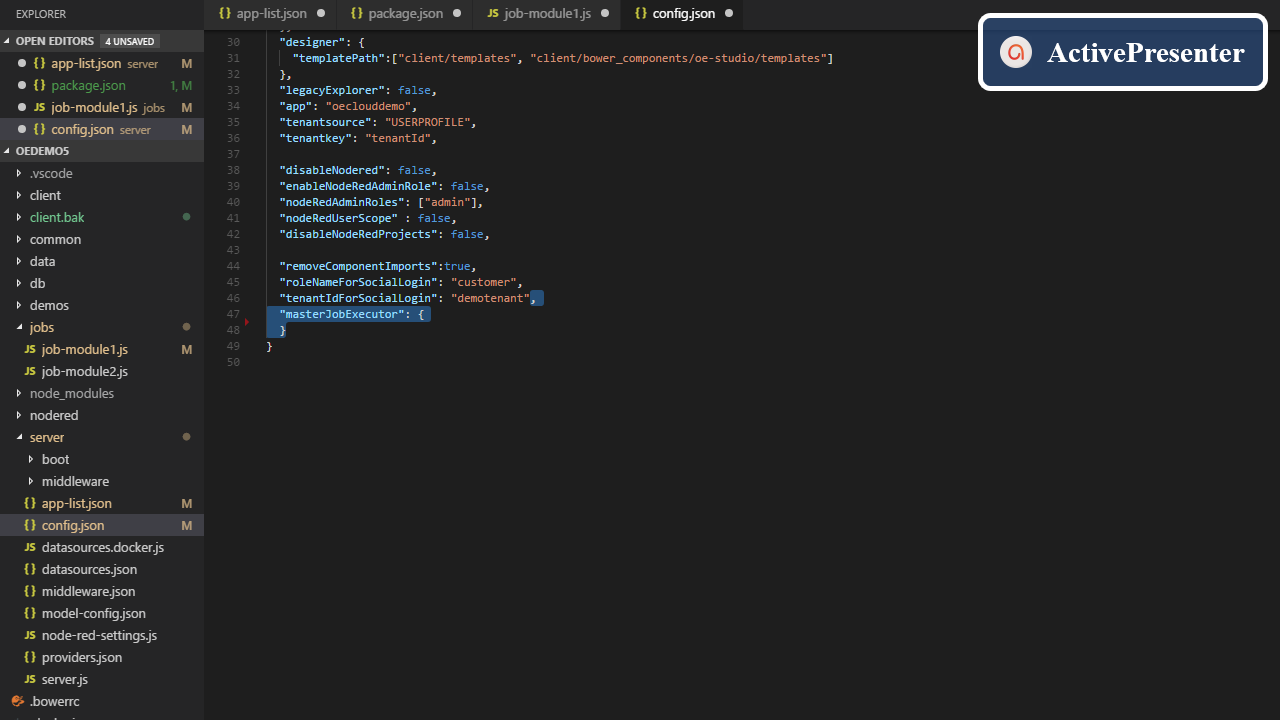 EXPLORER
OPEN EDITORS 4 UNSAVED
app-list.json server M
package.json 1, M
job-module1.js jobs M
config.json server M
OEDEMO5
.vscode
client
client.bak
common
data
db
demos
jobs
JS job-module1.js M
JS job-module2.js
node_modules
nodered
server
boot
middleware
{} app-list.json M
{} config.json M
JS datasources.docker.js
{} datasources.json
{} middleware.json
{} model-config.json
JS node-red-settings.js
{} providers.json
JS server.js
.bowerrc
{} app-list.json {} package.json JS job-module1.js {} config.json
30 "designer": {
31 "templatePath":["client/templates", "client/bower_components/oe-studio/templates"]
32 },
33 "legacyExplorer": false,
34 "app": "oeclouddemo",
35 "tenantsource": "USERPROFILE",
36 "tenantkey": "tenantId",
37
38 "disableNodered": false,
39 "enableNodeRedAdminRole": false,
40 "nodeRedAdminRoles": ["admin"],
41 "nodeRedUserScope" : false,
42 "disableNodeRedProjects": false,
43
44 "removeComponentImports":true,
45 "roleNameForSocialLogin": "customer",
46 "tenantIdForSocialLogin": "demotenant",
47 "masterJobExecutor": {
48 }
49 }
50
ActivePresenter